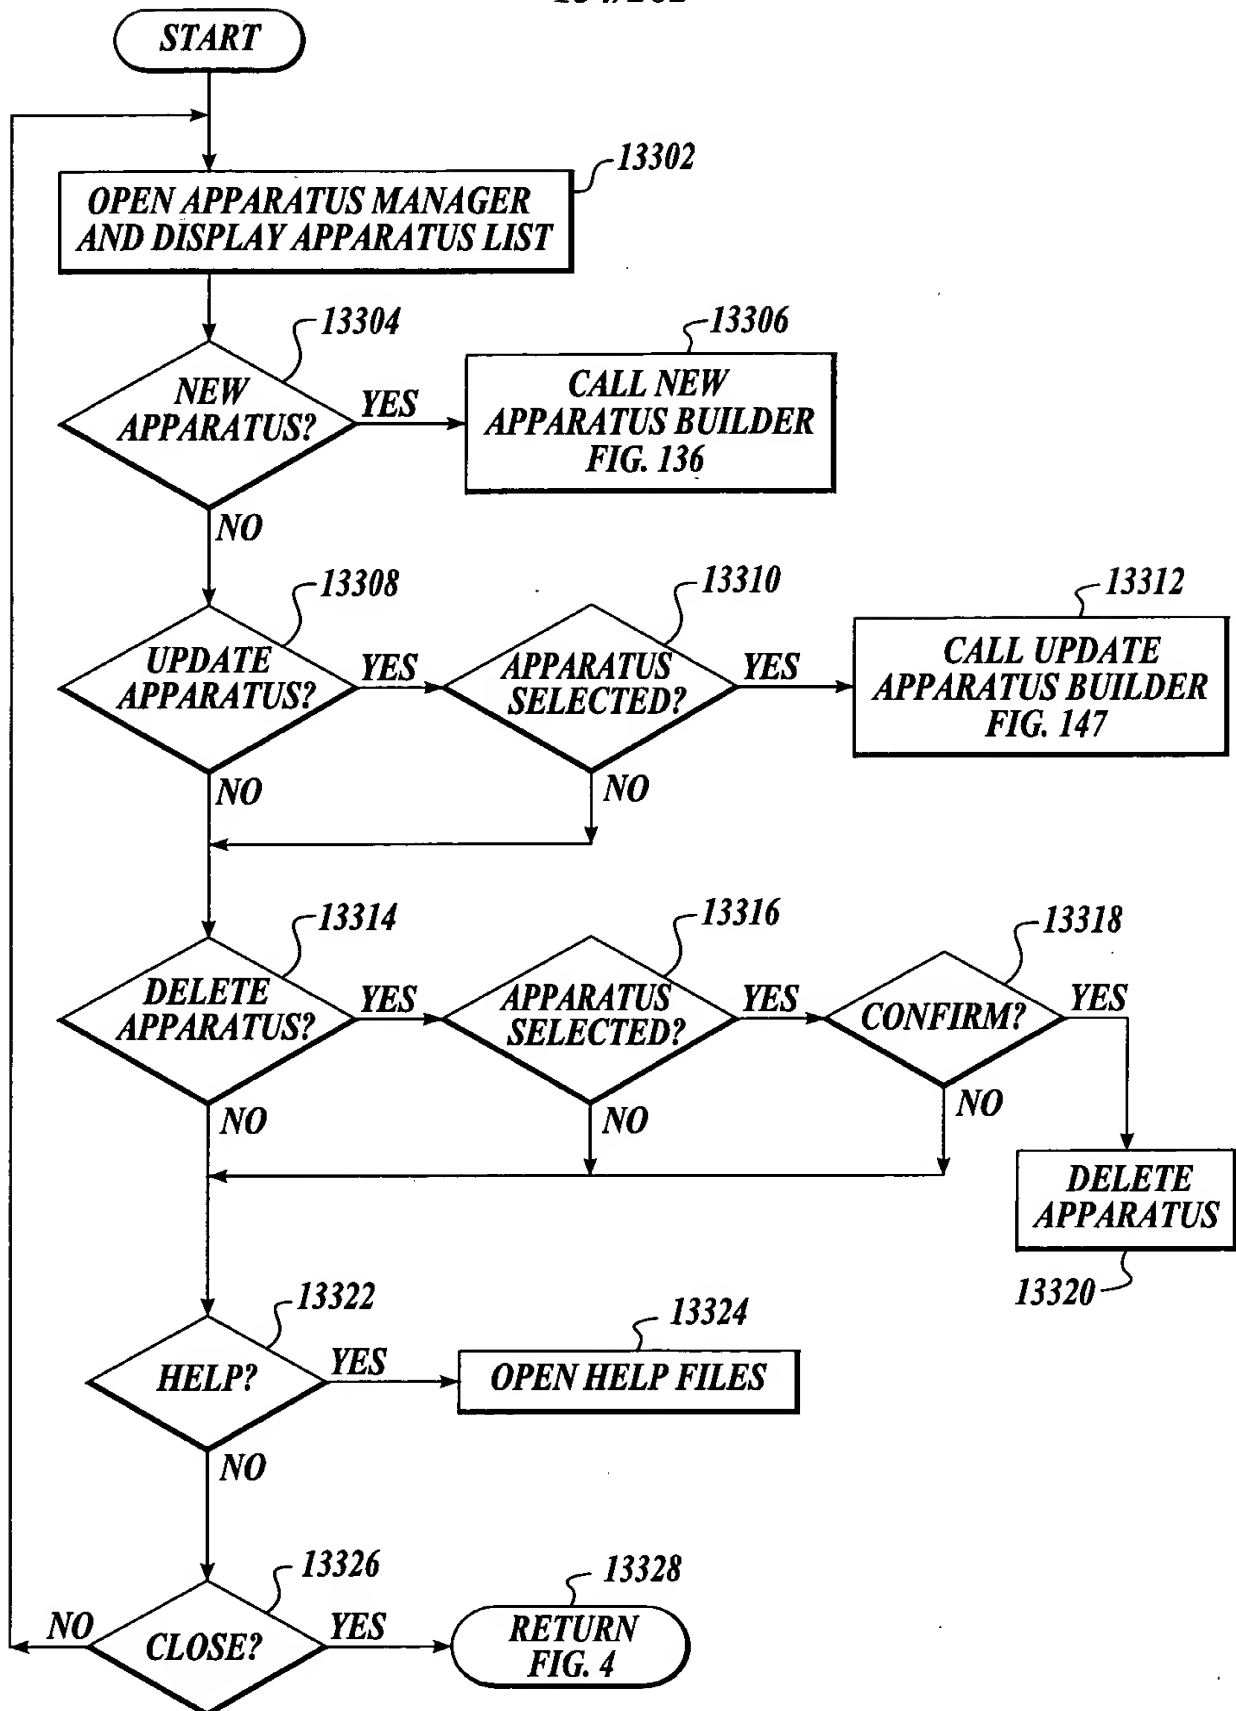 START
13302
OPEN APPARATUS MANAGER
AND DISPLAY APPARATUS LIST
13304
13306
NEW
APPARATUS?
YES
CALL NEW
APPARATUS BUILDER
FIG. 136
NO
13308
13310
13312
UPDATE
APPARATUS?
YES
APPARATUS
SELECTED?
YES
CALL UPDATE
APPARATUS BUILDER
FIG. 147
NO
NO
13314
13316
13318
DELETE
APPARATUS?
YES
APPARATUS
SELECTED?
YES
CONFIRM?
YES
NO
NO
NO
DELETE
APPARATUS
13320
13322
13324
HELP?
YES
OPEN HELP FILES
NO
13326
13328
NO
CLOSE?
YES
RETURN
FIG. 4